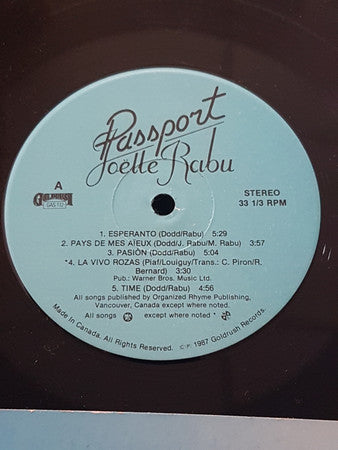 Passport
Joëlle Rabu
A
GOLDRUSH
STEREO
33 1/3 RPM
1. ESPERANTO (Dodd/Rabu) 5:29
2. PAYS DE MES AÏEUX (Dodd/J. Rabu/M. Rabu) 3:57
3. PASIÓN (Dodd/Rabu) 5:04
*4. LA VIVO ROZAS (Piaf/Louiguy/Trans.: C. Piron/R.
Bernard) 3:30
Pub.: Warner Bros. Music Ltd.
5. TIME (Dodd/Rabu) 4:56
All songs published by Organized Rhyme Publishing,
Vancouver, Canada except where noted.
All songs except where noted *
Made in Canada. All Rights Reserved. ©℗ 1987 Goldrush Records.